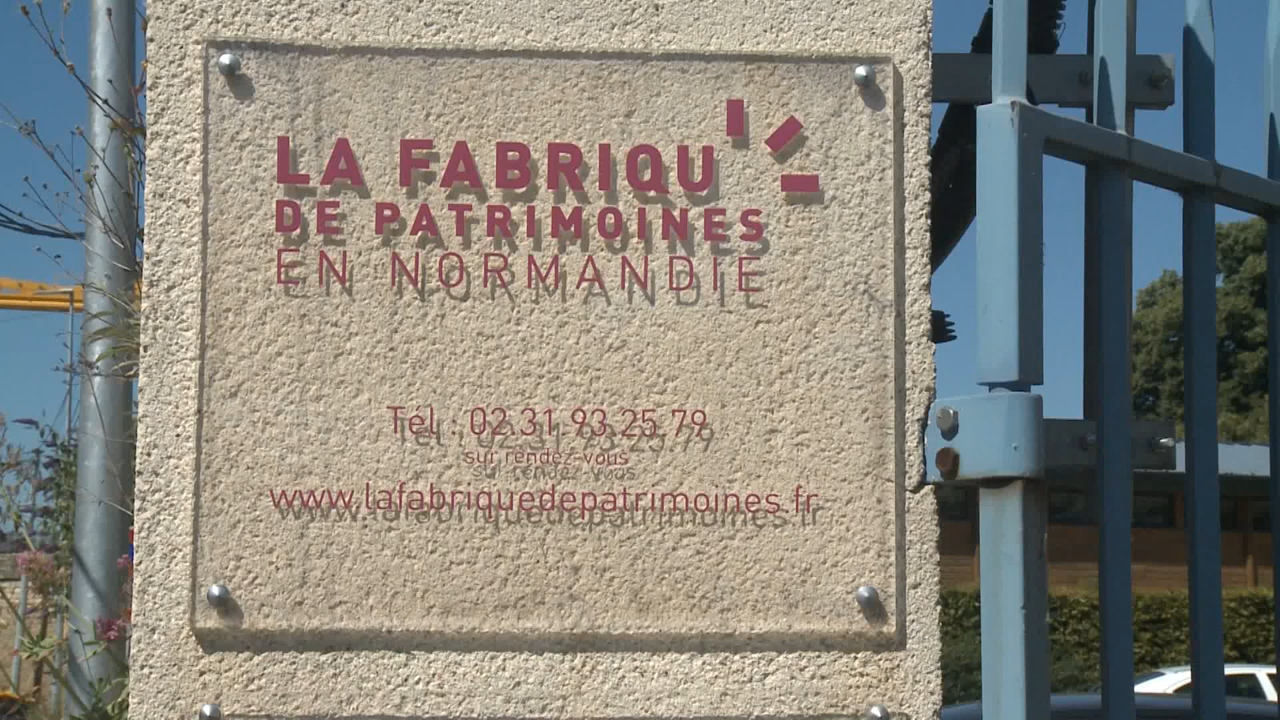 LA FABRIQU
DE PATRIMOINES
EN NORMANDIE
Tél : 02.31.93.25.79
sur rendez-vous
www.lafabriquedepatrimoines.fr